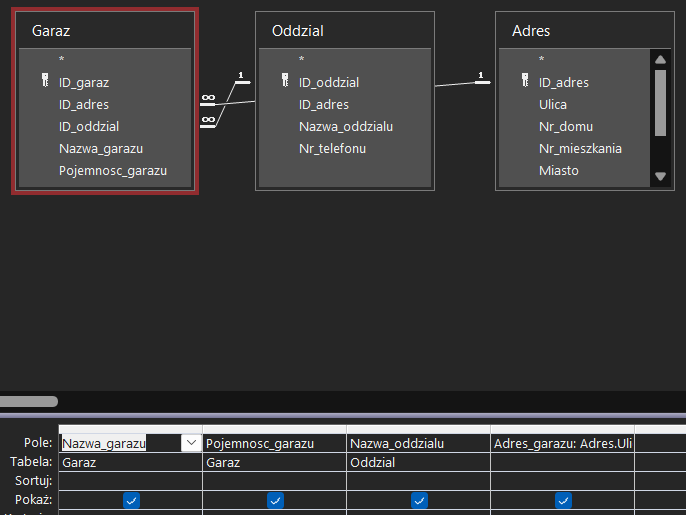 Garaz
*
ID_garaz
ID_adres
ID_oddzial
Nazwa_garazu
Pojemnosc_garazu
∞
∞
1
Oddzial
*
ID_oddzial
ID_adres
Nazwa_oddzialu
Nr_telefonu
1
Adres
*
ID_adres
Ulica
Nr_domu
Nr_mieszkania
Miasto
Pole: Nazwa_garazu Pojemnosc_garazu Nazwa_oddzialu Adres_garazu: Adres.Uli
Tabela: Garaz Garaz Oddzial
Sortuj:
Pokaż: